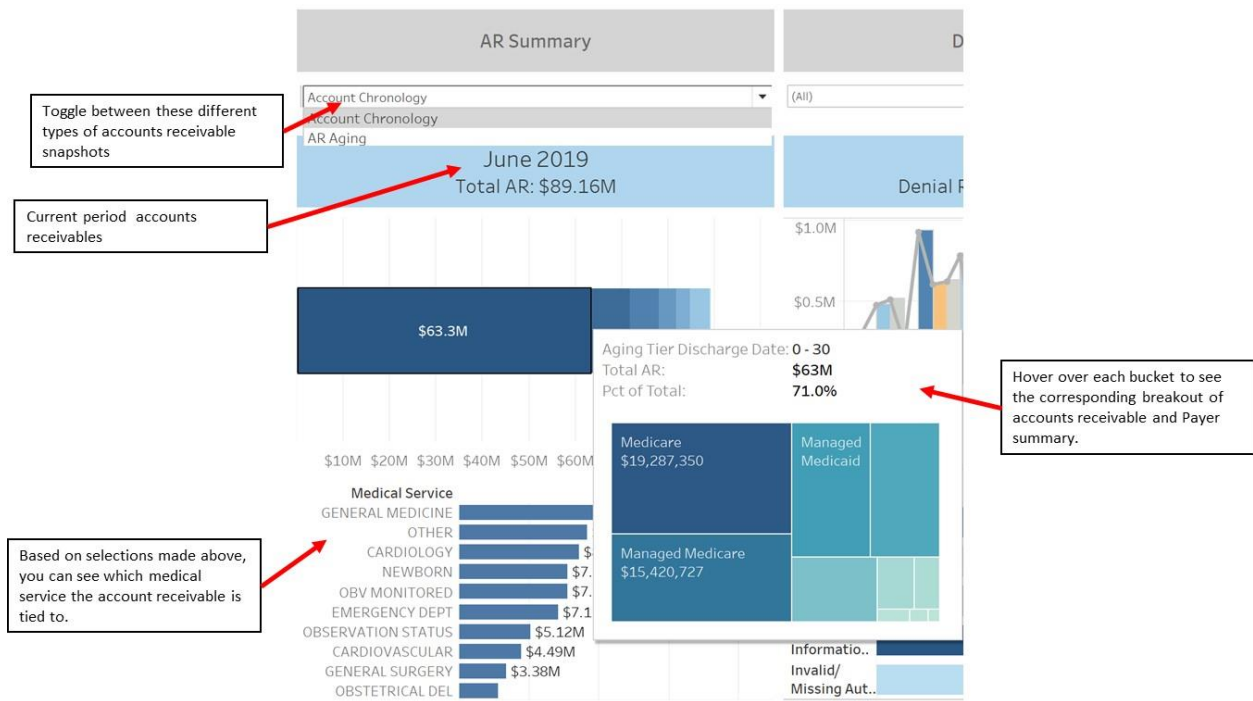 AR Summary
D
Account Chronology
(All)
Account Chronology
AR Aging
Toggle between these different
types of accounts receivable
snapshots
June 2019
Total AR: $89.16M
Denial
Current period accounts
receivables
$1.0M
$0.5M
$63.3M
Aging Tier Discharge Date: 0 - 30
Total AR: $63M
Pct of Total: 71.0%
Hover over each bucket to see
the corresponding breakout of
accounts receivable and Payer
summary.
Medicare
$19,287,350
Managed
Medicaid
Managed Medicare
$15,420,727
$10M $20M $30M $40M $50M $60M
Medical Service
GENERAL MEDICINE
OTHER
CARDIOLOGY $
NEWBORN $7.
OBV MONITORED $7.
EMERGENCY DEPT $7.1
OBSERVATION STATUS $5.12M
CARDIOVASCULAR $4.49M
GENERAL SURGERY $3.38M
OBSTETRICAL DEL
Based on selections made above,
you can see which medical
service the account receivable is
tied to.
Informatio..
Invalid/
Missing Aut..